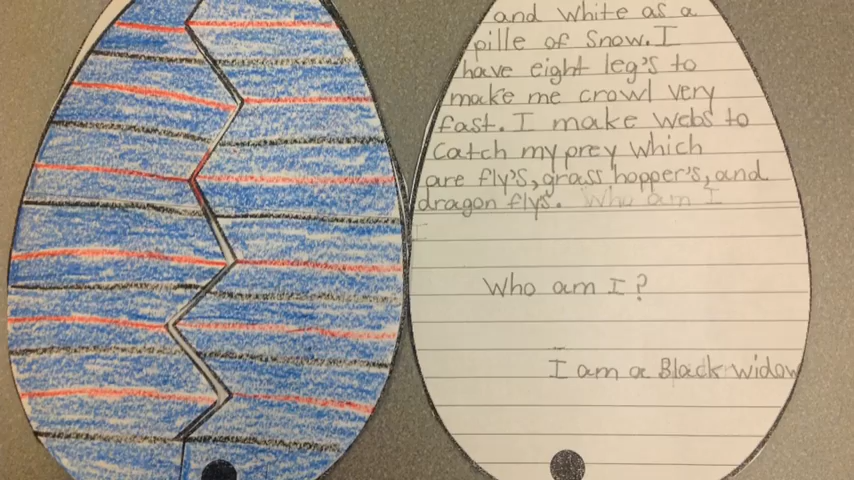 and white as a
pille of snow. I
have eight leg's to
make me crowl very
fast. I make webs to
catch my prey which
are fly's, grass hopper's, and
dragon fly's. Who am I
I
Who am I?
I am a Black widow